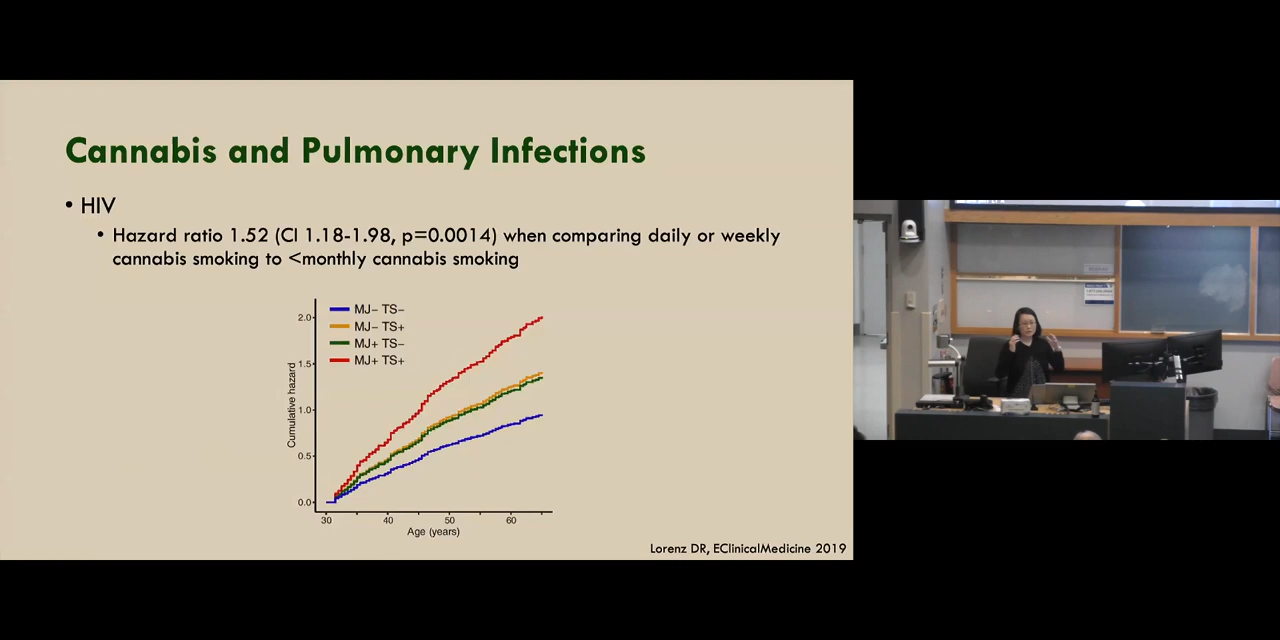 Cannabis and Pulmonary Infections
• HIV
• Hazard ratio 1.52 (CI 1.18-1.98, p=0.0014) when comparing daily or weekly
cannabis smoking to <monthly cannabis smoking
MJ− TS−
MJ− TS+
MJ+ TS−
MJ+ TS+
Cumulative hazard
2.0
1.5
1.0
0.5
0.0
30
40
50
60
Age (years)
Lorenz DR, EClinicalMedicine 2019